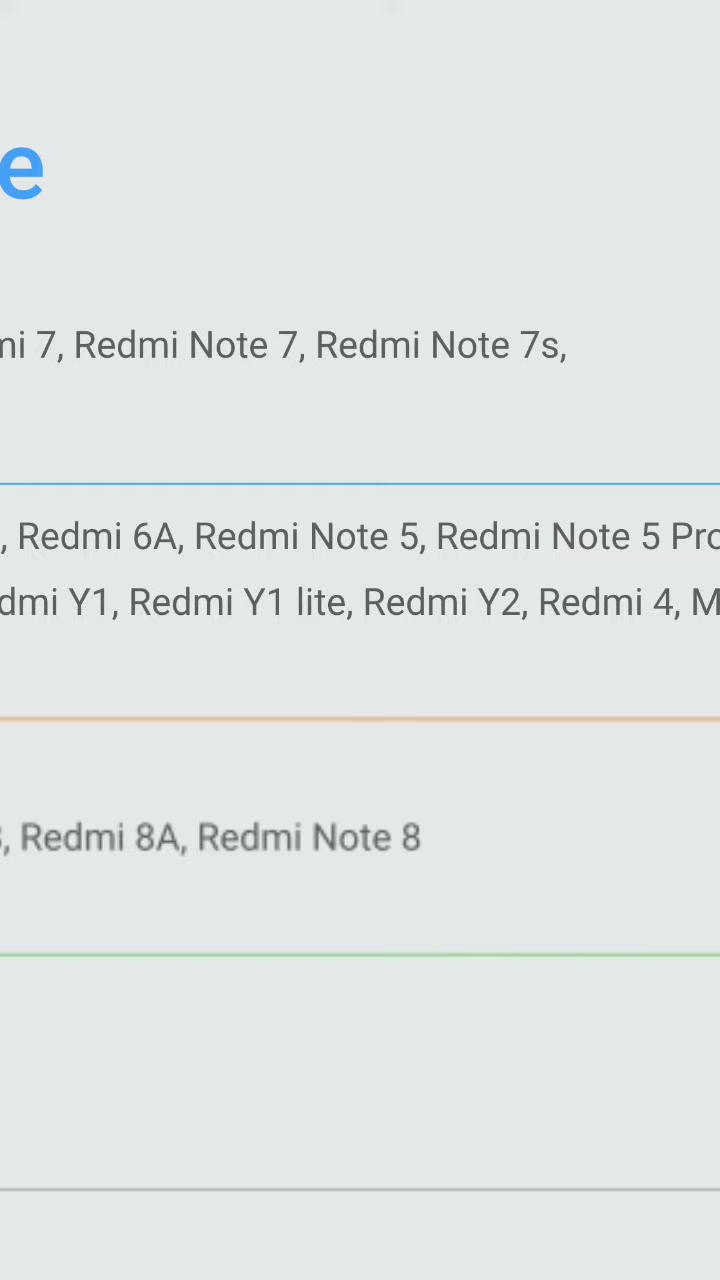 e
mi 7, Redmi Note 7, Redmi Note 7s,
, Redmi 6A, Redmi Note 5, Redmi Note 5 Pro
dmi Y1, Redmi Y1 lite, Redmi Y2, Redmi 4, M
, Redmi 8A, Redmi Note 8